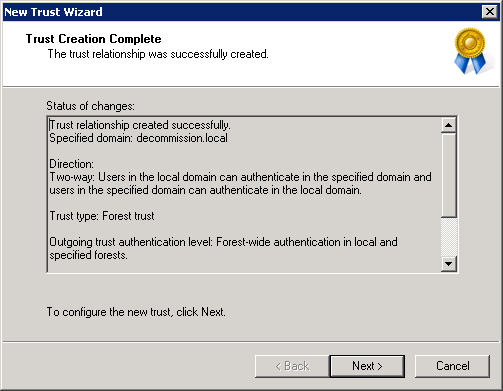 New Trust Wizard
Trust Creation Complete
The trust relationship was successfully created.
Status of changes:
Trust relationship created successfully.
Specified domain: decommission.local
Direction:
Two-way: Users in the local domain can authenticate in the specified domain and
users in the specified domain can authenticate in the local domain.
Trust type: Forest trust
Outgoing trust authentication level: Forest-wide authentication in local and
specified forests.
To configure the new trust, click Next.
< Back
Next >
Cancel